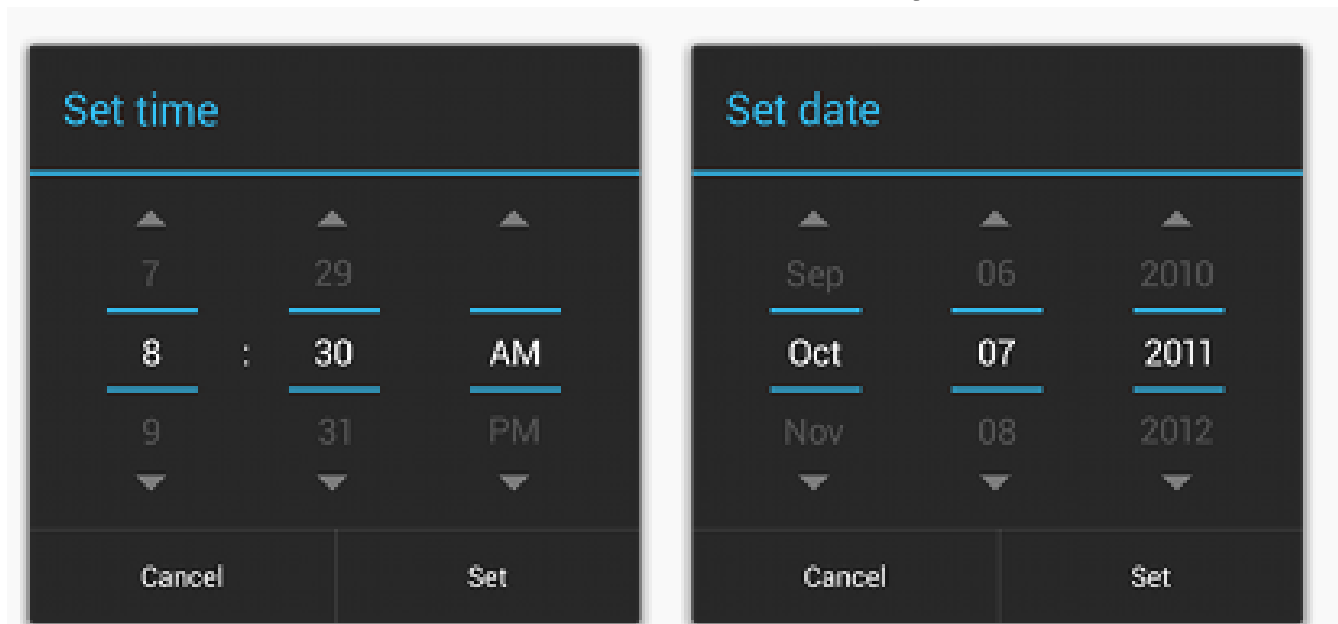 Set time
7 29
8 : 30 AM
9 31 PM
Cancel Set
Set date
Sep 06 2010
Oct 07 2011
Nov 08 2012
Cancel Set